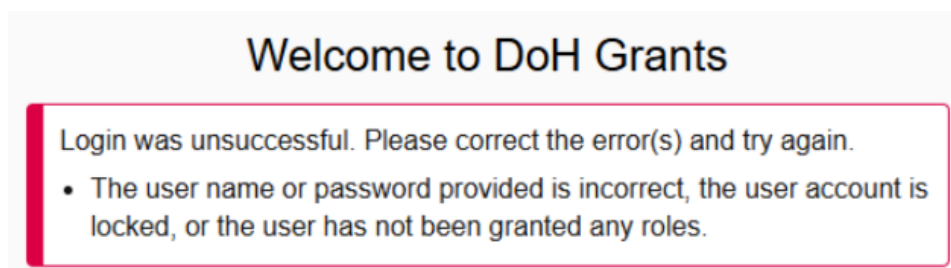 Welcome to DoH Grants
Login was unsuccessful. Please correct the error(s) and try again.
• The user name or password provided is incorrect, the user account is
locked, or the user has not been granted any roles.